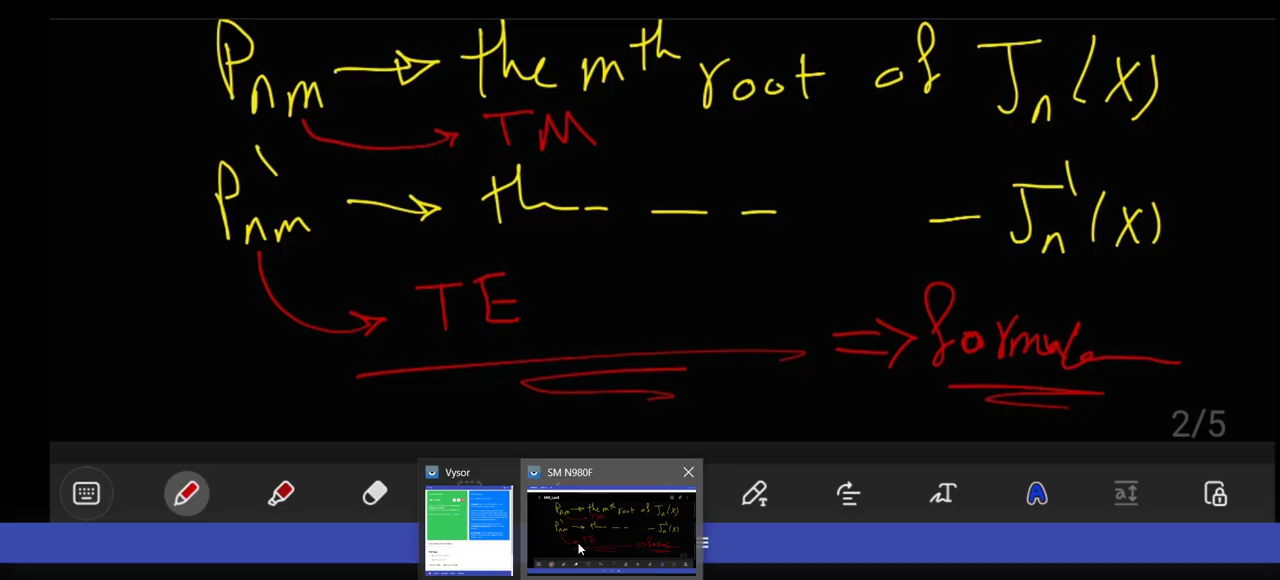 Pnm → the mth root of Jn(x)
TM
P'nm → th-- — - — J'n(x)
TE ⇒ formula
2/5
Vysor SM N980F